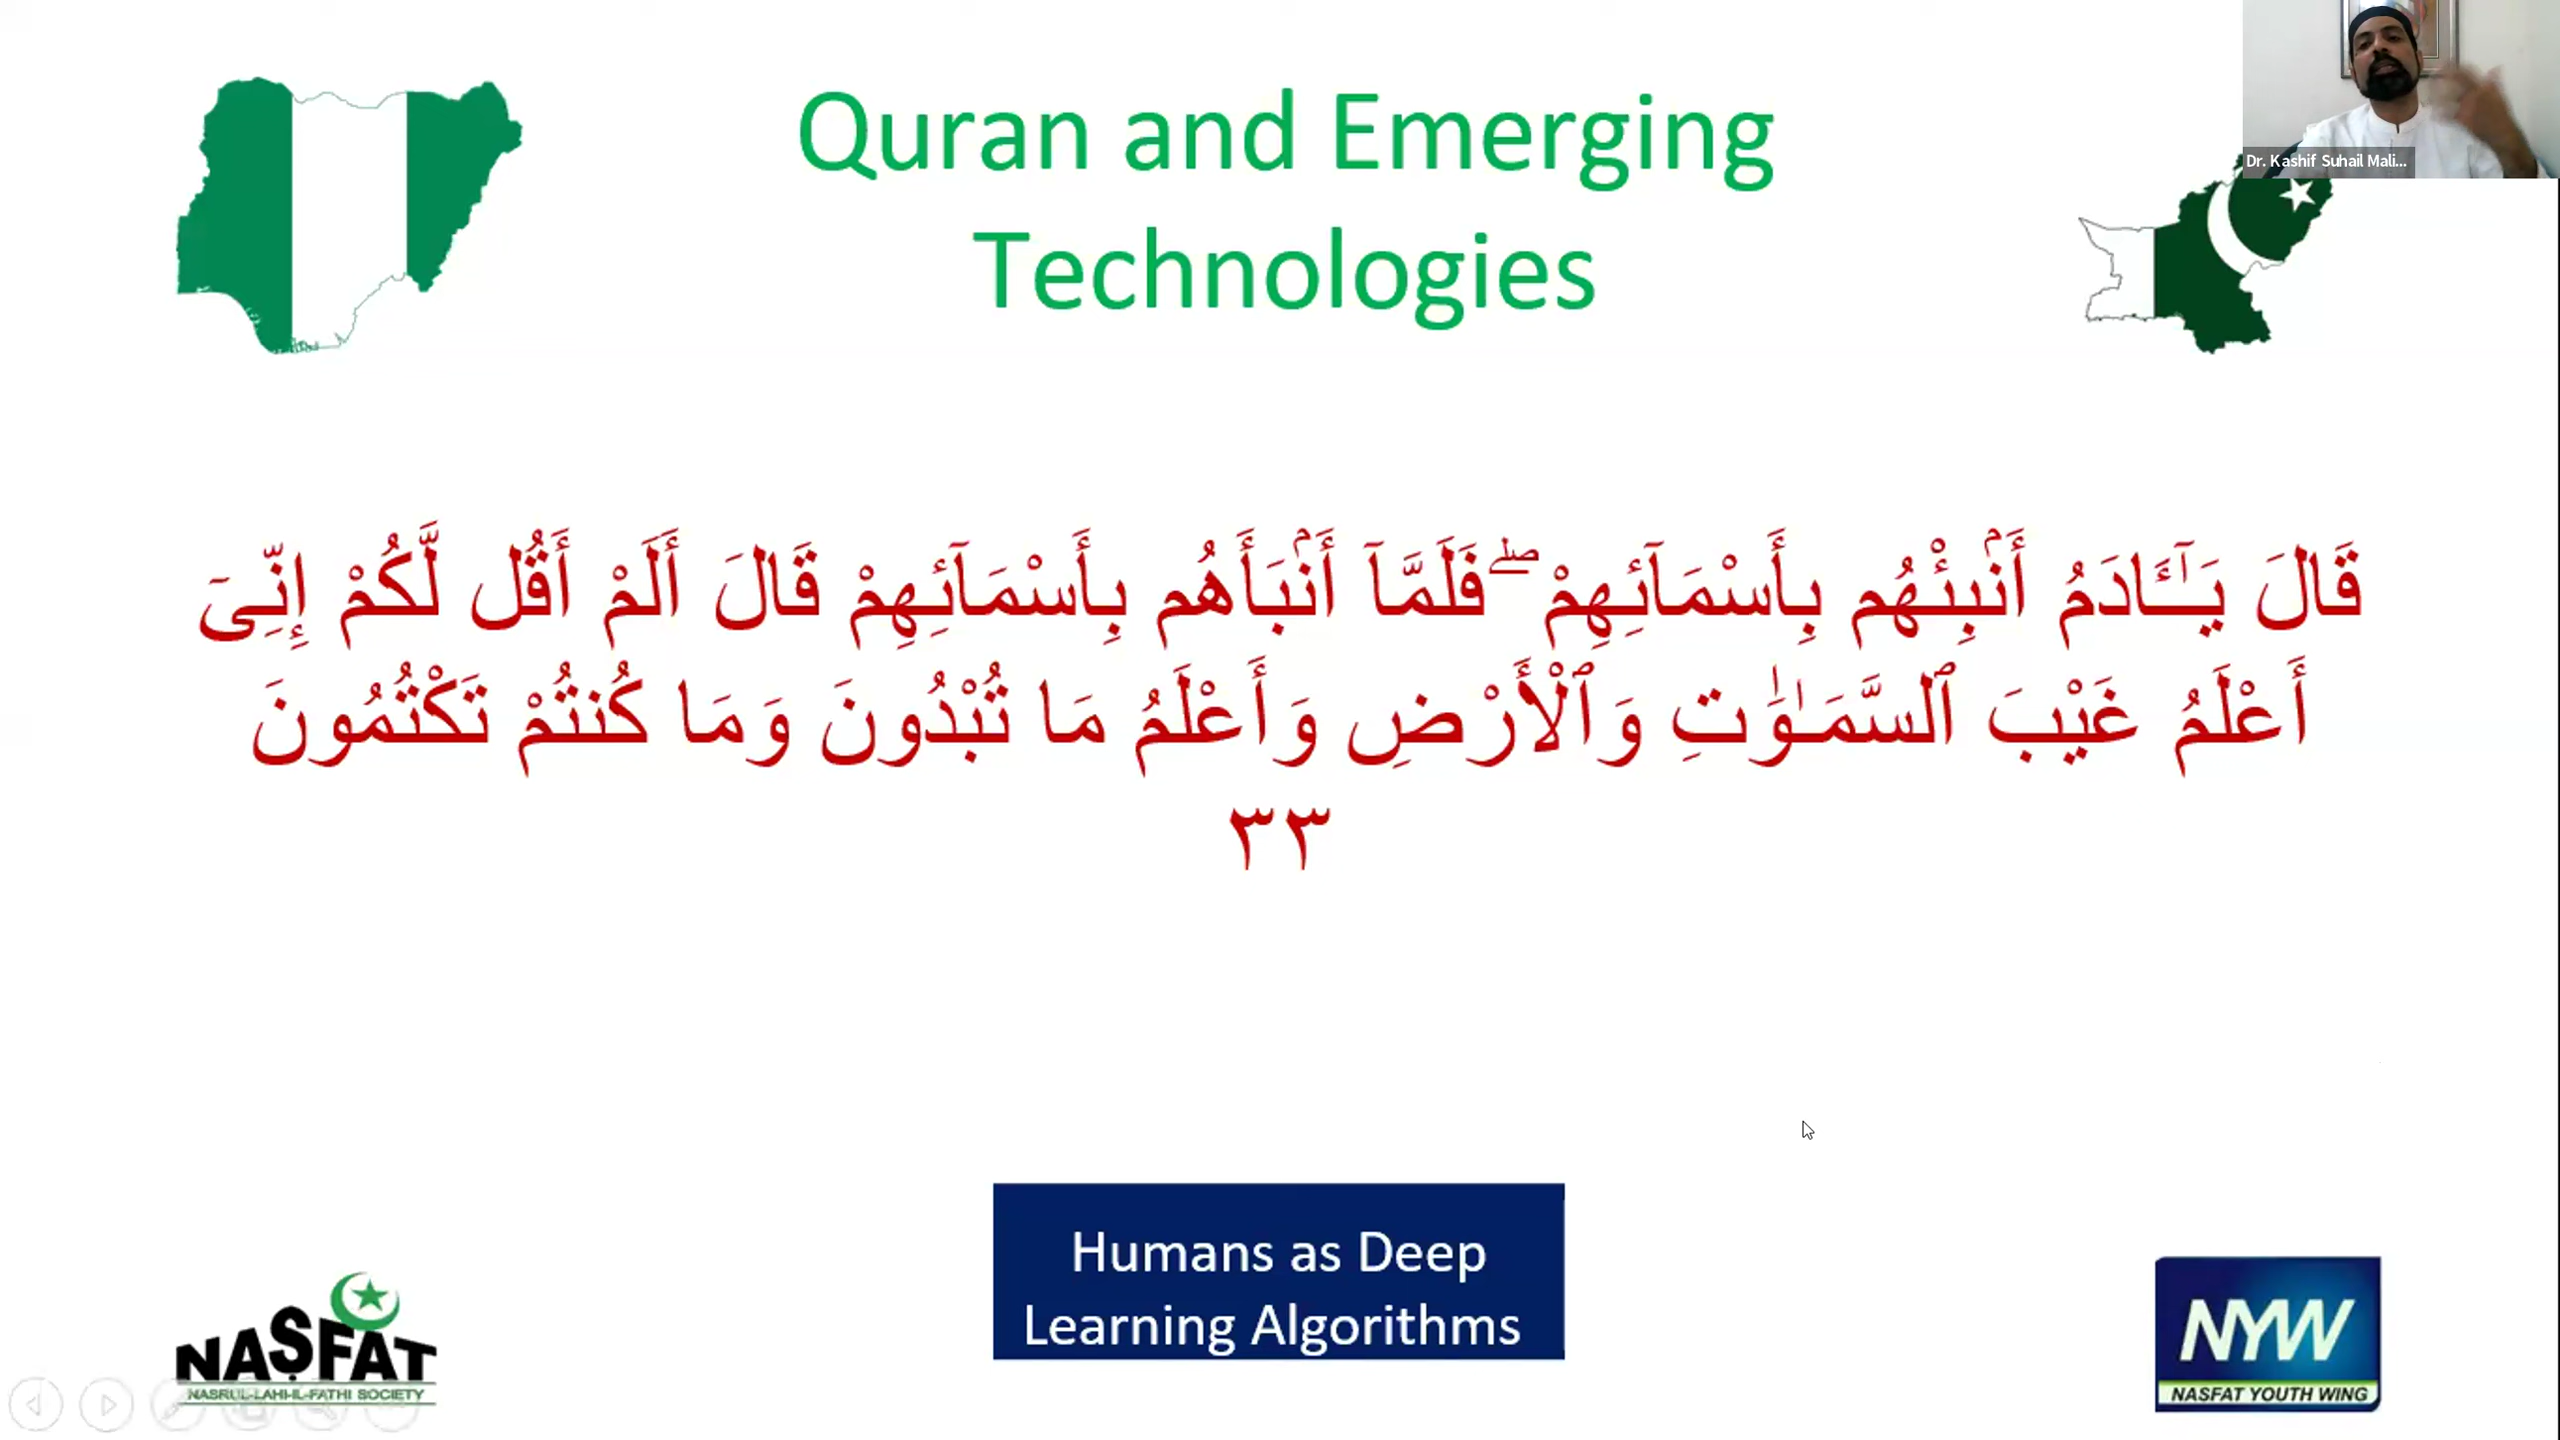 Dr. Kashif Suhail Mali...
Quran and Emerging
Technologies
قَالَ يَـٰٓـَٔادَمُ أَنۢبِئْهُم بِأَسْمَآئِهِمْ ۖ فَلَمَّآ أَنۢبَأَهُم بِأَسْمَآئِهِمْ قَالَ أَلَمْ أَقُل لَّكُمْ إِنِّىٓ
أَعْلَمُ غَيْبَ ٱلسَّمَـٰوَٰتِ وَٱلْأَرْضِ وَأَعْلَمُ مَا تُبْدُونَ وَمَا كُنتُمْ تَكْتُمُونَ
٣٣
Humans as Deep
Learning Algorithms
NASFAT
NASRUL-LAHI-IL-FATHI SOCIETY
NYW
NASFAT YOUTH WING